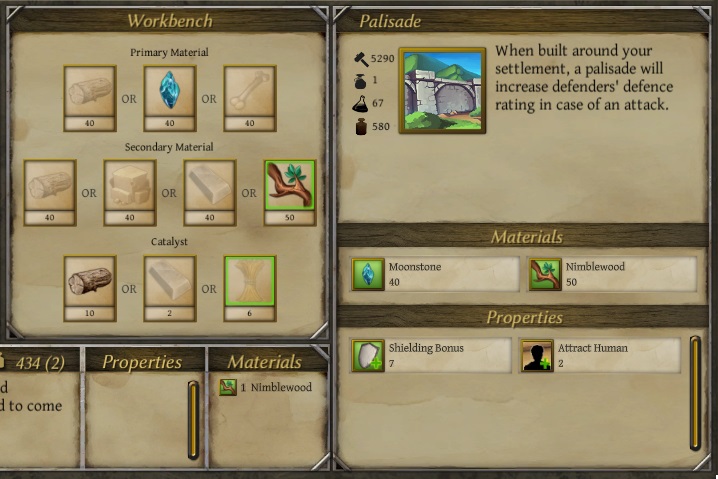 Workbench
Primary Material
OR
OR
40
40
40
Secondary Material
OR
OR
OR
40
40
40
50
Catalyst
OR
OR
10
2
6
434 (2)
d
d to come
Properties
Materials
1 Nimblewood
Palisade
5290
1
67
580
When built around your
settlement, a palisade will
increase defenders' defence
rating in case of an attack.
Materials
Moonstone
40
Nimblewood
50
Properties
Shielding Bonus
7
Attract Human
2